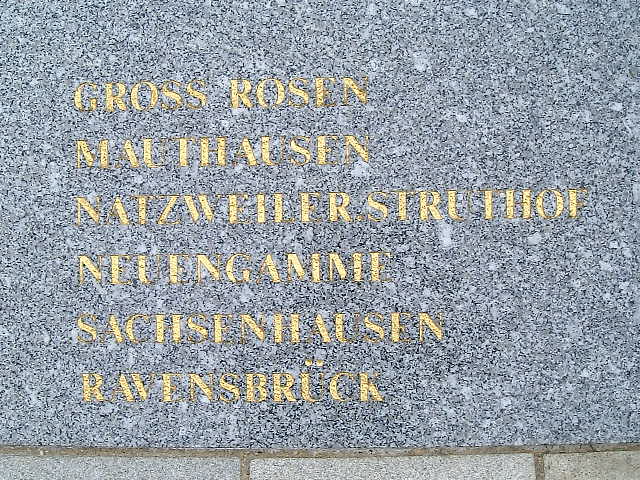 GROSS ROSEN
MAUTHAUSEN
NATZWEILER.STRUTHOF
NEUENGAMME
SACHSENHAUSEN
RAVENSBRÜCK